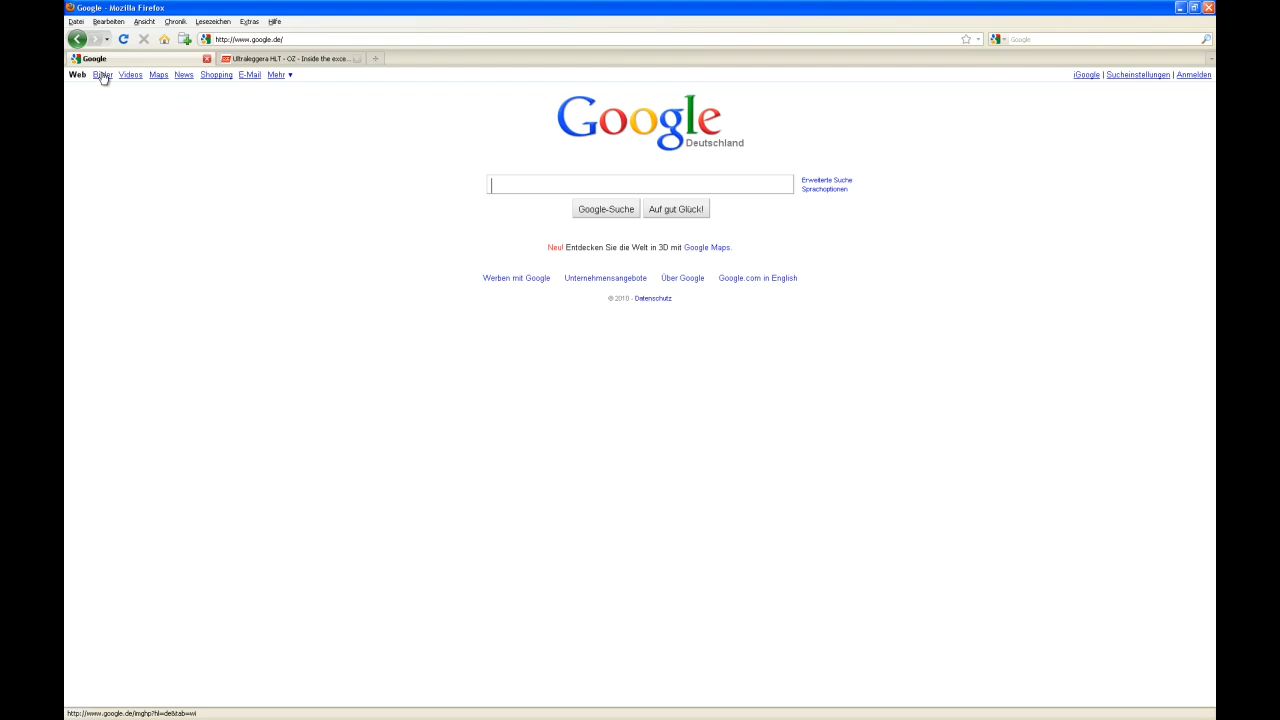 Google - Mozilla Firefox
Datei Bearbeiten Ansicht Chronik Lesezeichen Extras Hilfe
http://www.google.de/ Google
Google Ultraleggera HLT - OZ - Inside the exce...
Web Bilder Videos Maps News Shopping E-Mail Mehr ▼ iGoogle | Sucheinstellungen | Anmelden
Google
Deutschland
Erweiterte Suche
Sprachoptionen
Google-Suche Auf gut Glück!
Neu! Entdecken Sie die Welt in 3D mit Google Maps.
Werben mit Google Unternehmensangebote Über Google Google.com in English
© 2010 - Datenschutz
http://www.google.de/imghp?hl=de&tab=wi